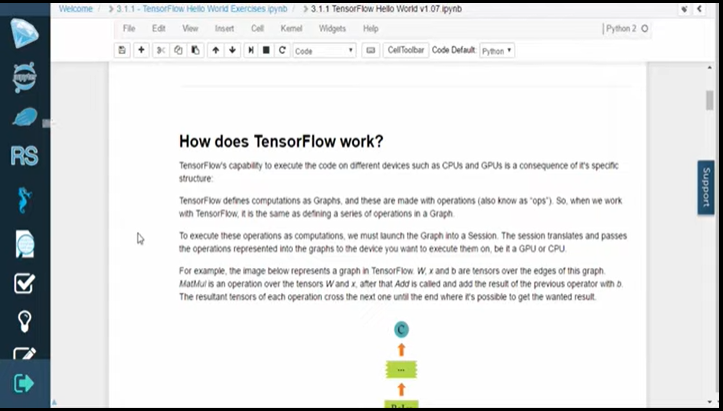 Welcome / 3.1.1 - TensorFlow Hello World Exercises.ipynb / 3.1.1 TensorFlow Hello World v1.07.ipynb
File Edit View Insert Cell Kernel Widgets Help Python 2
Code CellToolbar Code Default: Python
How does TensorFlow work?
TensorFlow's capability to execute the code on different devices such as CPUs and GPUs is a consequence of it's specific
structure:
TensorFlow defines computations as Graphs, and these are made with operations (also know as "ops"). So, when we work
with TensorFlow, it is the same as defining a series of operations in a Graph.
To execute these operations as computations, we must launch the Graph into a Session. The session translates and passes
the operations represented into the graphs to the device you want to execute them on, be it a GPU or CPU.
For example, the image below represents a graph in TensorFlow. W, x and b are tensors over the edges of this graph.
MatMul is an operation over the tensors W and x, after that Add is called and add the result of the previous operator with b.
The resultant tensors of each operation cross the next one until the end where it's possible to get the wanted result.
C
...
RS
Support